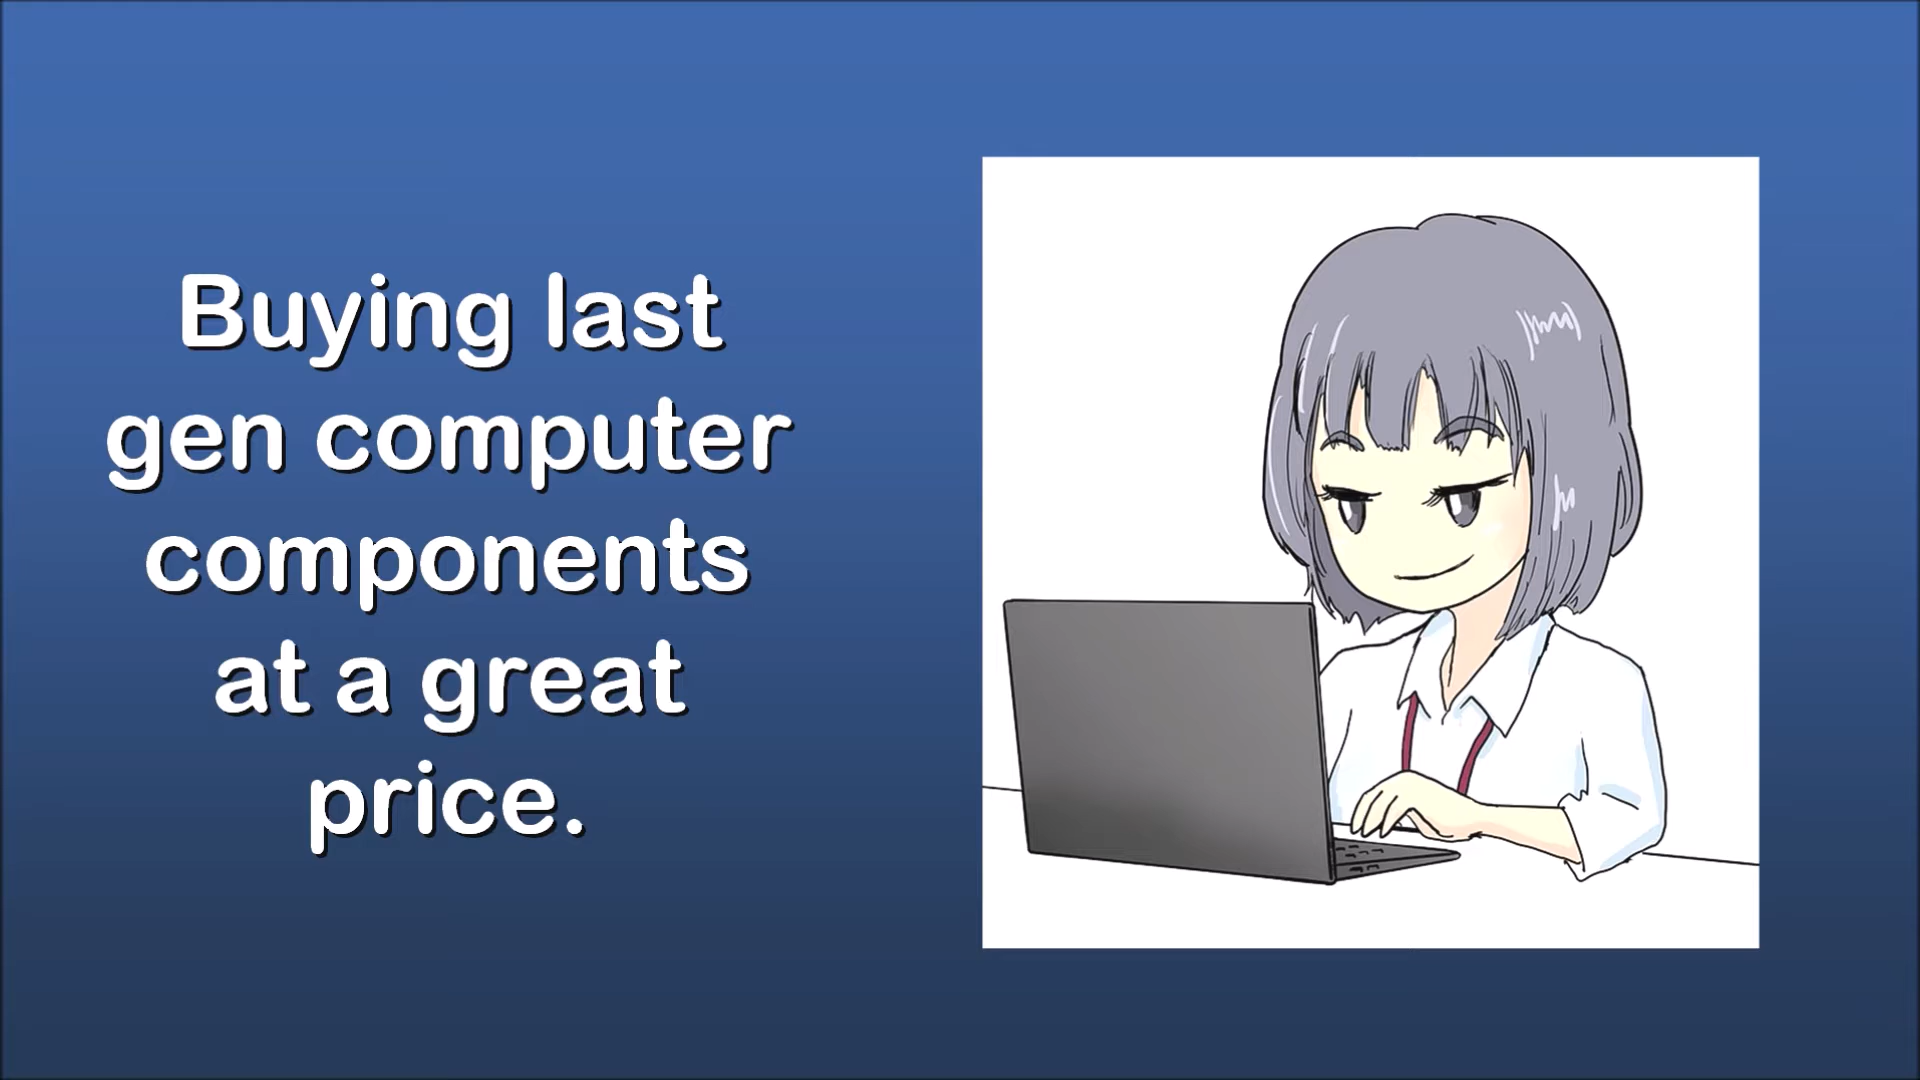 Buying last
gen computer
components
at a great
price.